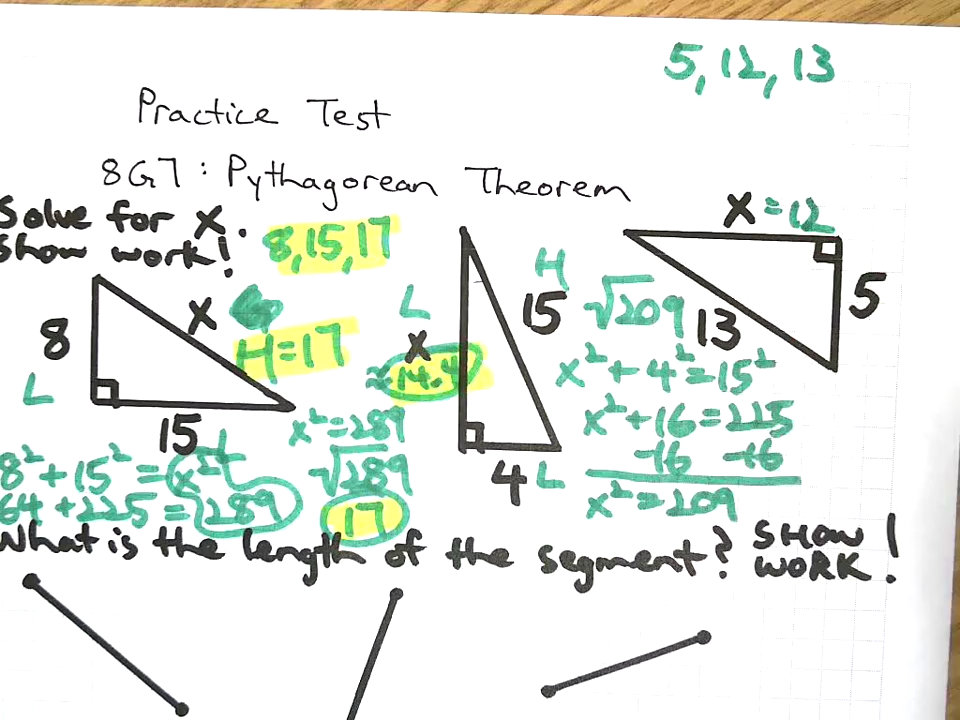 5, 12, 13
Practice Test
8G7: Pythagorean Theorem
Solve for x.
Show work!
8, 15, 17
8
L
x
H = 17
15
8² + 15² = x²
64 + 225 = 289
x² = 289
√289
17
L
x
≈14.4
H
15
4 L
√209
x² + 4² = 15²
x² + 16 = 225
-16 -16
x² = 209
x = 12
13
5
What is the length of the segment? SHOW WORK!